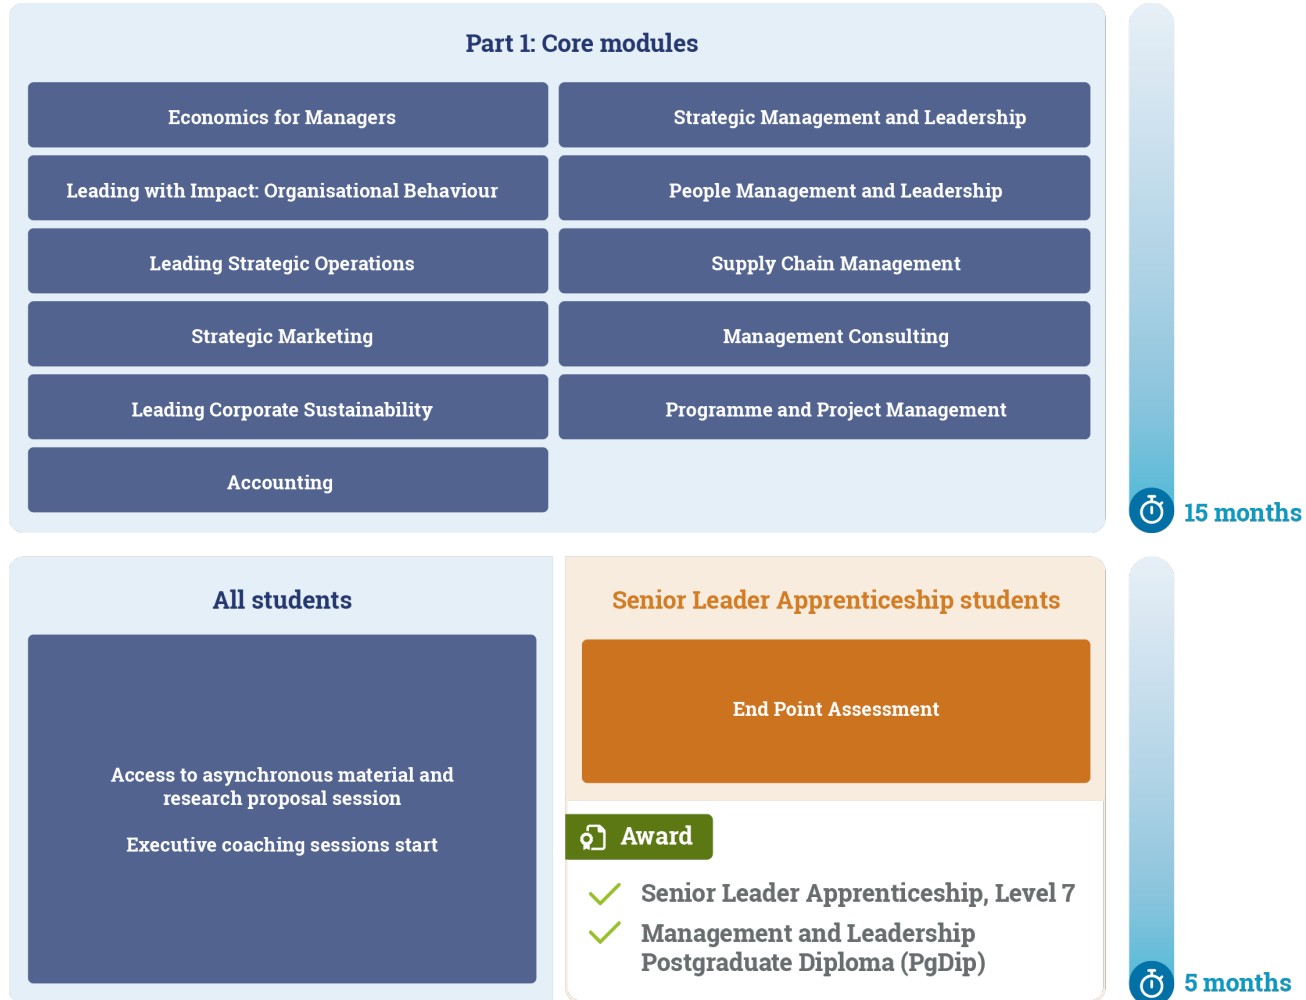 Part 1: Core modules
Economics for Managers
Strategic Management and Leadership
Leading with Impact: Organisational Behaviour
People Management and Leadership
Leading Strategic Operations
Supply Chain Management
Strategic Marketing
Management Consulting
Leading Corporate Sustainability
Programme and Project Management
Accounting
15 months
All students
Access to asynchronous material and
research proposal session
Executive coaching sessions start
Senior Leader Apprenticeship students
End Point Assessment
Award
Senior Leader Apprenticeship, Level 7
Management and Leadership
Postgraduate Diploma (PgDip)
5 months